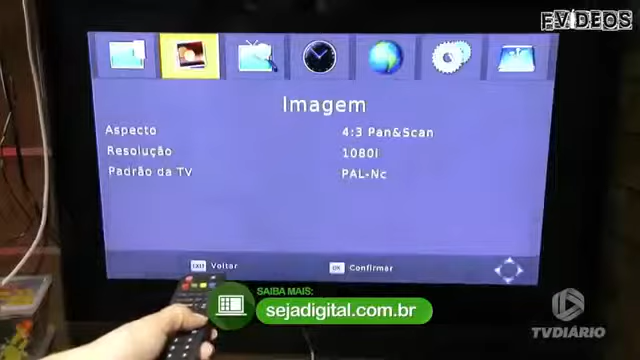 FVIDEOS
Imagem
Aspecto 4:3 Pan&Scan
Resolução 1080I
Padrão da TV PAL-Nc
EXIT Voltar OK Confirmar
SAIBA MAIS:
sejadigital.com.br
TVDIÁRIO